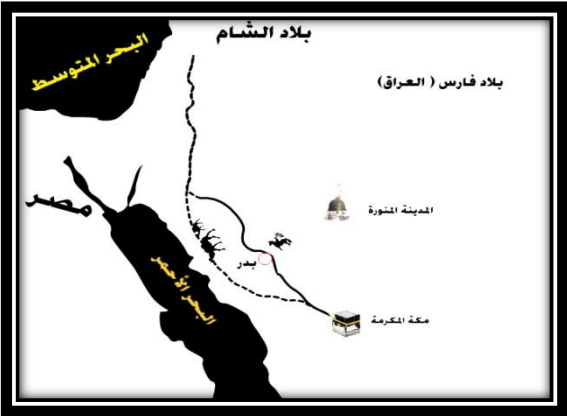 بلاد الشام
البحر المتوسط
بلاد فارس ( العراق)
مصر
المدينة المنورة
بدر
البحر الأحمر
مكة المكرمة